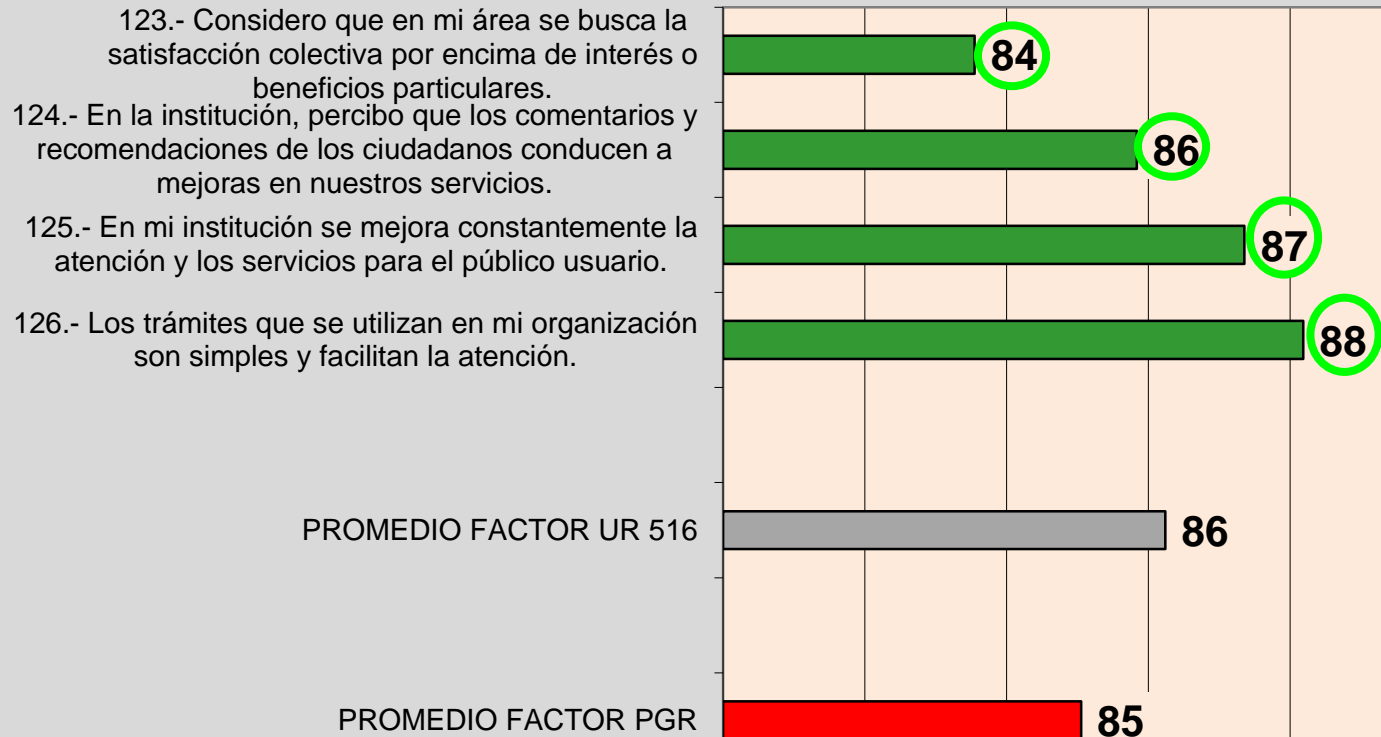 123.- Considero que en mi área se busca la
satisfacción colectiva por encima de interés o
beneficios particulares.
84
124.- En la institución, percibo que los comentarios y
recomendaciones de los ciudadanos conducen a
mejoras en nuestros servicios.
86
125.- En mi institución se mejora constantemente la
atención y los servicios para el público usuario.
87
126.- Los trámites que se utilizan en mi organización
son simples y facilitan la atención.
88
PROMEDIO FACTOR UR 516
86
PROMEDIO FACTOR PGR
85